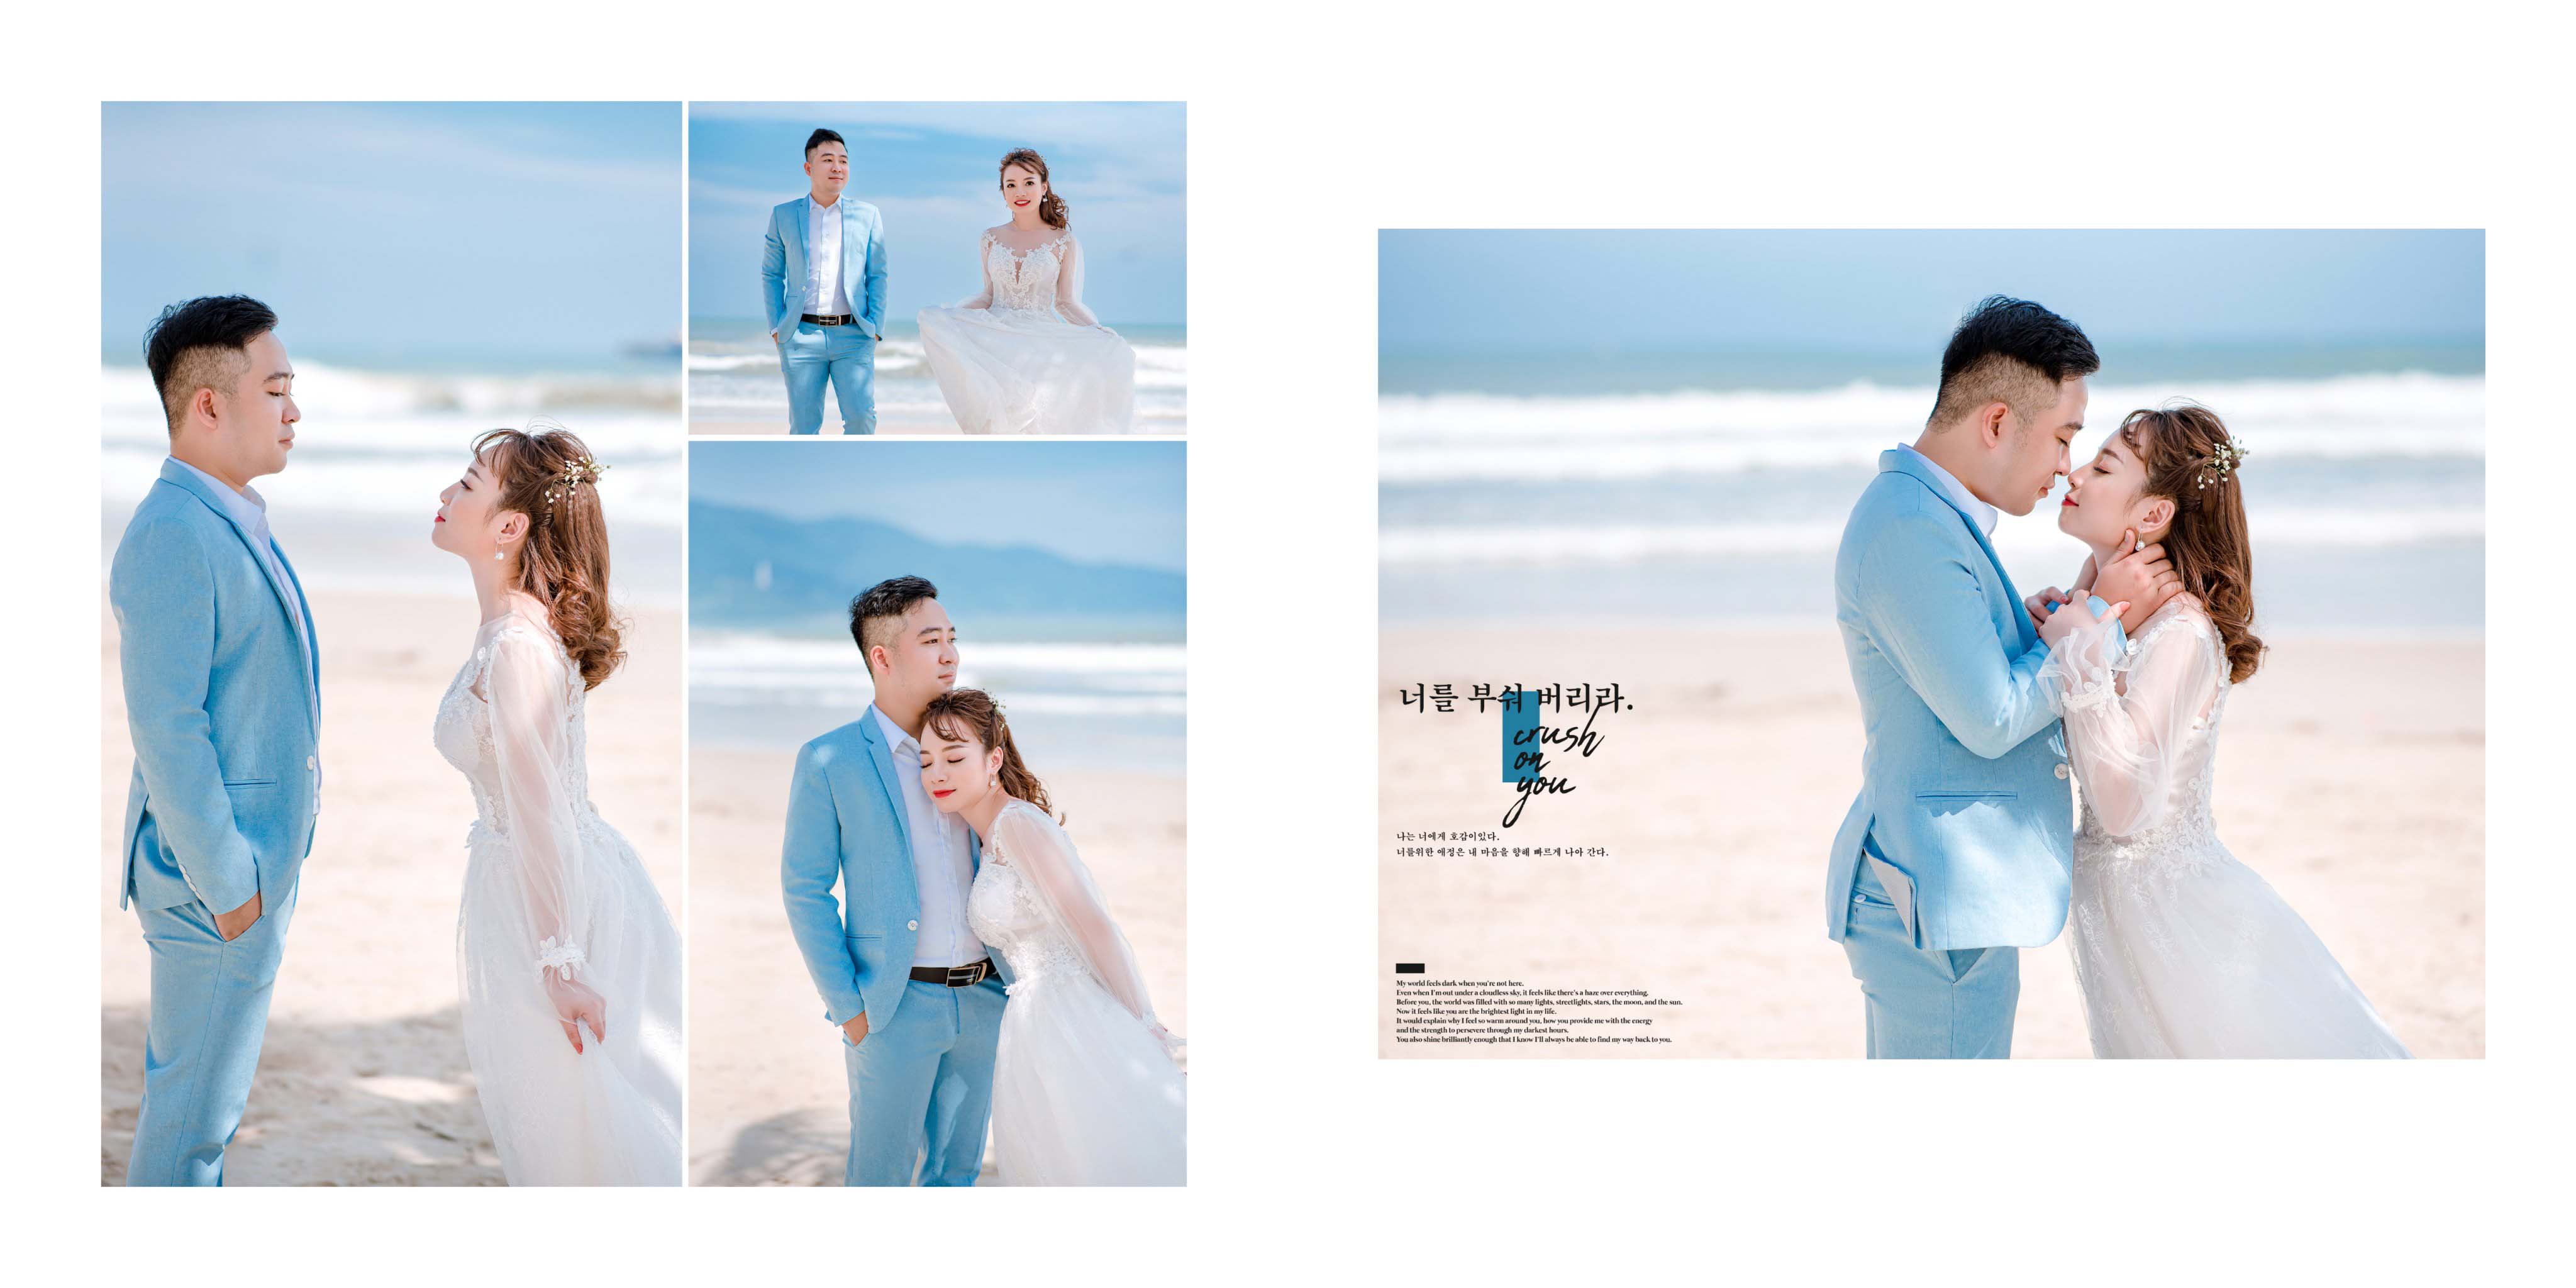 너를 부숴 버리라.
crush
on
you
나는 너에게 호감이있다.
너를위한 애정은 내 마음을 향해 빠르게 나아 간다.
My world feels dark when you're not here.
Even when I'm out under a cloudless sky, it feels like there's a haze over everything.
Before you, the world was filled with so many lights, streetlights, stars, the moon, and the sun.
Now it feels like you are the brightest light in my life.
It would explain why I feel so warm around you, how you provide me with the energy
and the strength to persevere through my darkest hours.
You also shine brilliantly enough that I know I'll always be able to find my way back to you.